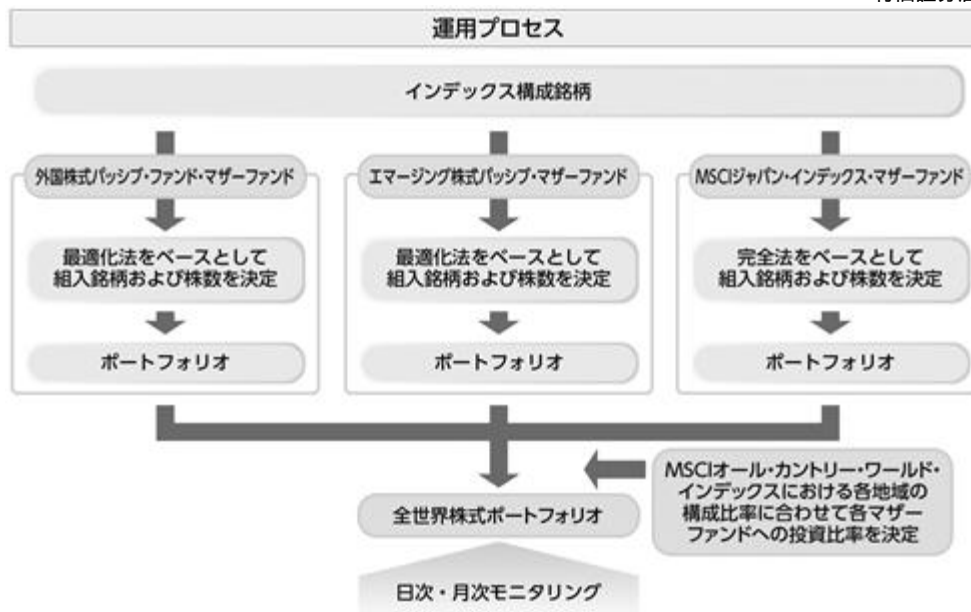 運用プロセス
インデックス構成銘柄
外国株式パッシブ・ファンド・マザーファンド
最適化法をベースとして
組入銘柄および株数を決定
ポートフォリオ
エマージング株式パッシブ・マザーファンド
最適化法をベースとして
組入銘柄および株数を決定
ポートフォリオ
MSCIジャパン・インデックス・マザーファンド
完全法をベースとして
組入銘柄および株数を決定
ポートフォリオ
MSCIオール・カントリー・ワールド・
インデックスにおける各地域の
構成比率に合わせて各マザー
ファンドへの投資比率を決定
全世界株式ポートフォリオ
日次・月次モニタリング